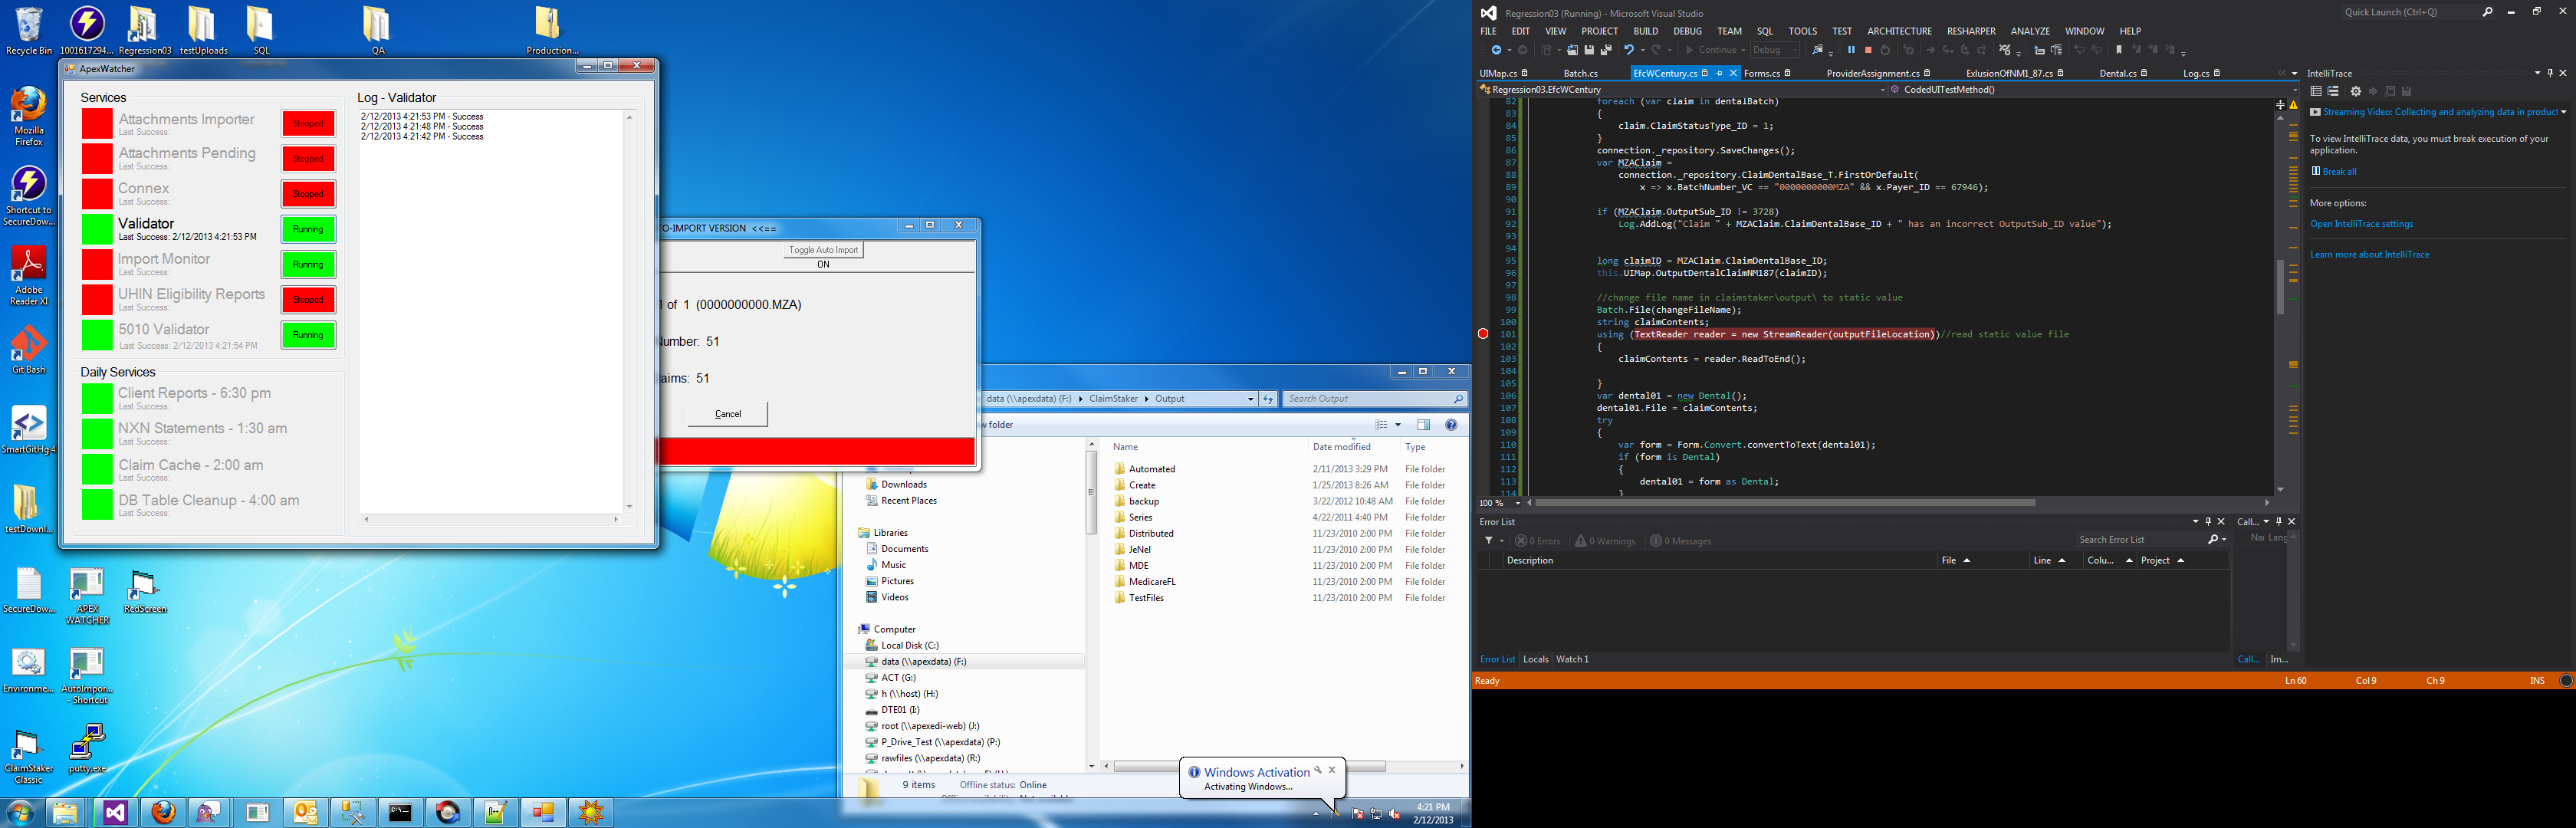 Recycle Bin
1001617294...
Regression03
testUploads
SQL
QA
Production...
Mozilla
Firefox
Shortcut to
SecureDow...
Adobe
Reader XI
Git Bash
SmartGitHg 4
testDownl...
SecureDow...
APEX
WATCHER
RedScreen
Environme...
AutoImpor...
- Shortcut
ClaimStaker
Classic
putty.exe
ApexWatcher
Services
Attachments Importer
Last Success:
Stopped
Attachments Pending
Last Success:
Stopped
Connex
Last Success:
Stopped
Validator
Last Success: 2/12/2013 4:21:53 PM
Running
Import Monitor
Last Success:
Running
UHIN Eligibility Reports
Last Success:
Stopped
5010 Validator
Last Success: 2/12/2013 4:21:54 PM
Running
Daily Services
Client Reports - 6:30 pm
Last Success:
NXN Statements - 1:30 am
Last Success:
Claim Cache - 2:00 am
Last Success:
DB Table Cleanup - 4:00 am
Last Success:
Log - Validator
2/12/2013 4:21:53 PM - Success
2/12/2013 4:21:48 PM - Success
2/12/2013 4:21:42 PM - Success
TO-IMPORT VERSION <<==
Toggle Auto Import
ON
1 of 1 (0000000000.MZA)
Number: 51
aims: 51
Cancel
data (\\apexdata) (F:) ClaimStaker Output
Search Output
w folder
Downloads
Recent Places
Libraries
Documents
Music
Pictures
Videos
Computer
Local Disk (C:)
data (\\apexdata) (F:)
ACT (G:)
h (\\host) (H:)
DTE01 (I:)
root (\\apexedi-web) (J:)
P_Drive_Test (\\apexdata) (P:)
rawfiles (\\apexdata) (R:)
Name Date modified Type
Automated 2/11/2013 3:29 PM File folder
Create 1/25/2013 8:26 AM File folder
backup 3/22/2012 10:48 AM File folder
Series 4/22/2011 4:40 PM File folder
Distributed 11/23/2010 2:00 PM File folder
JeNel 11/23/2010 2:00 PM File folder
MDE 11/23/2010 2:00 PM File folder
MedicareFL 11/23/2010 2:00 PM File folder
TestFiles 11/23/2010 2:00 PM File folder
9 items Offline status: Online
Windows Activation
Activating Windows...
4:21 PM
2/12/2013
Regression03 (Running) - Microsoft Visual Studio
Quick Launch (Ctrl+Q)
FILE EDIT VIEW PROJECT BUILD DEBUG TEAM SQL TOOLS TEST ARCHITECTURE RESHARPER ANALYZE WINDOW HELP
Continue Debug
UIMap.cs Batch.cs EfcWCentury.cs Forms.cs ProviderAssignment.cs ExlusionOfNM1_87.cs Dental.cs Log.cs
Regression03.EfcWCentury CodedUITestMethod()
82 foreach (var claim in dentalBatch)
83 {
84 claim.ClaimStatusType_ID = 1;
85 }
86 connection._repository.SaveChanges();
87 var MZAClaim =
88 connection._repository.ClaimDentalBase_T.FirstOrDefault(
89 x => x.BatchNumber_VC == "0000000000MZA" && x.Payer_ID == 67946);
90
91 if (MZAClaim.OutputSub_ID != 3728)
92 Log.AddLog("Claim " + MZAClaim.ClaimDentalBase_ID + " has an incorrect OutputSub_ID value");
93
94
95 long claimID = MZAClaim.ClaimDentalBase_ID;
96 this.UIMap.OutputDentalClaimNM187(claimID);
97
98 //change file name in claimstaker\output\ to static value
99 Batch.File(changeFileName);
100 string claimContents;
101 using (TextReader reader = new StreamReader(outputFileLocation))//read static value file
102 {
103 claimContents = reader.ReadToEnd();
104
105 }
106 var dental01 = new Dental();
107 dental01.File = claimContents;
108 try
109 {
110 var form = Form.Convert.convertToText(dental01);
111 if (form is Dental)
112 {
113 dental01 = form as Dental;
114 }
100 %
Error List
0 Errors 0 Warnings 0 Messages
Search Error List
Description File Line Colu... Project
Error List Locals Watch 1
Call...
Nai Lang
Call... Im...
IntelliTrace
Streaming Video: Collecting and analyzing data in product
To view IntelliTrace data, you must break execution of your
application.
Break all
More options:
Open IntelliTrace settings
Learn more about IntelliTrace
Ready Ln 60 Col 9 Ch 9 INS